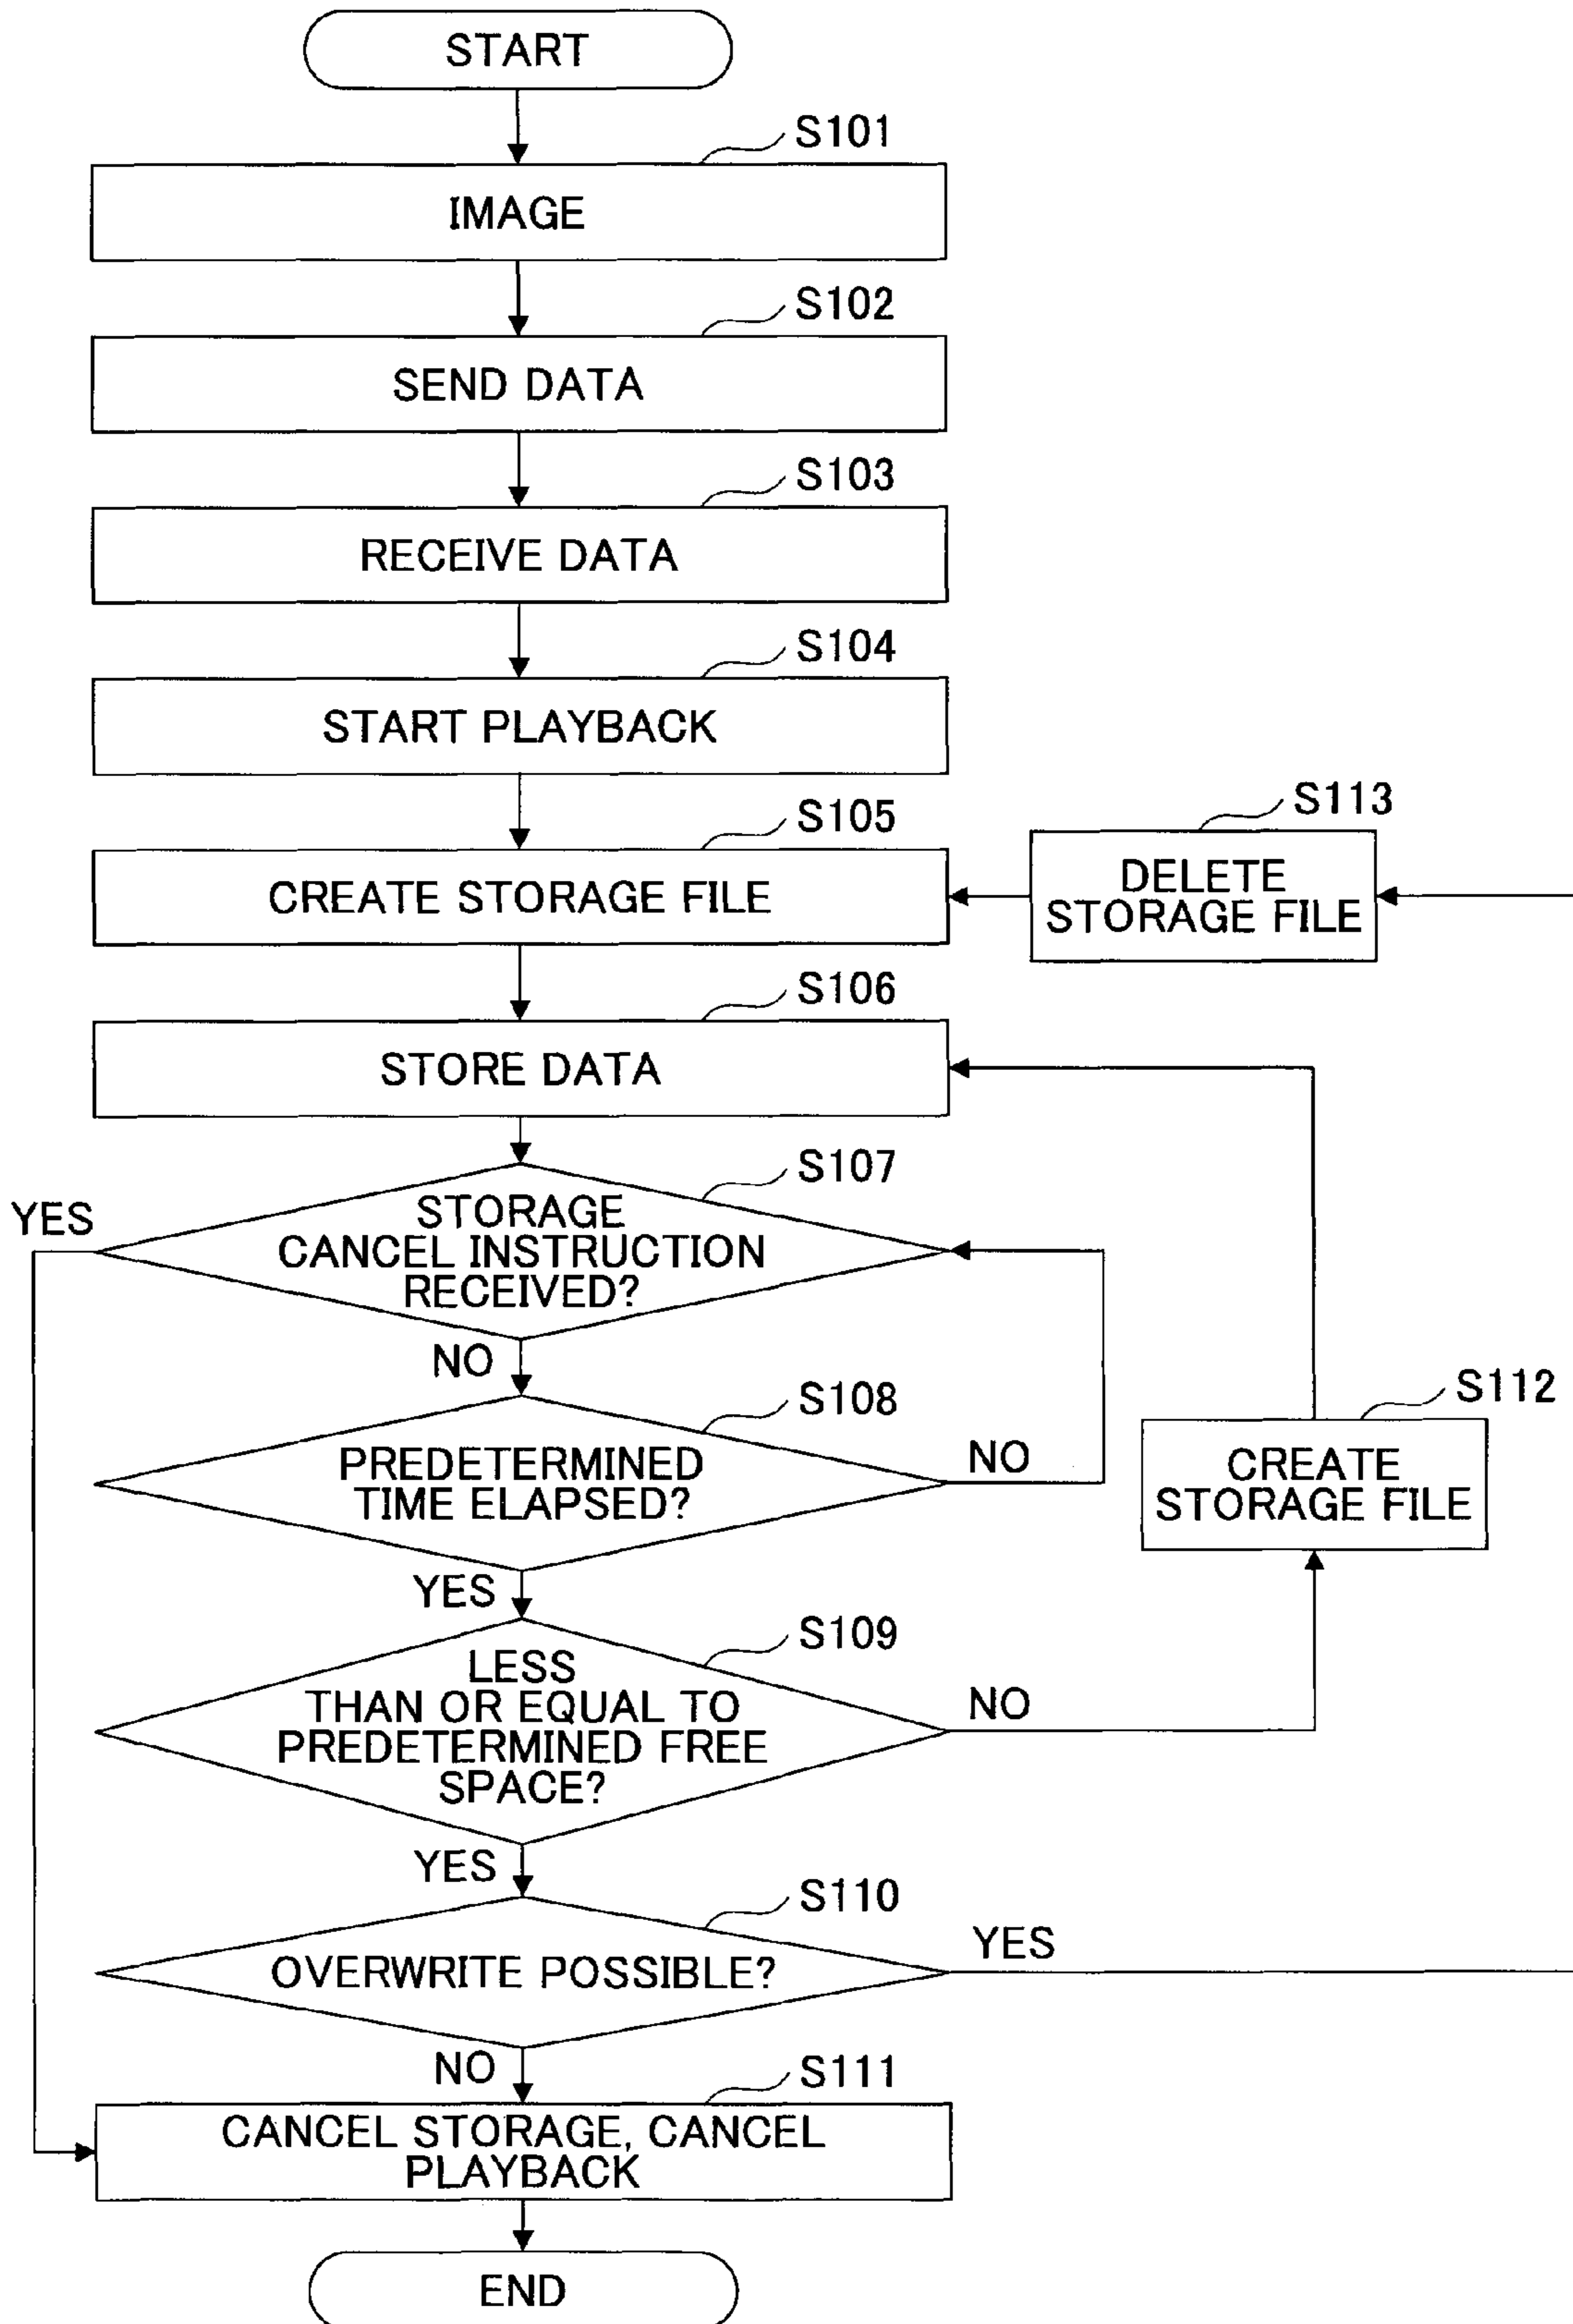 START
S101
IMAGE
S102
SEND DATA
S103
RECEIVE DATA
S104
START PLAYBACK
S105
CREATE STORAGE FILE
S113
DELETE
STORAGE FILE
S106
STORE DATA
S107
YES
STORAGE
CANCEL INSTRUCTION
RECEIVED?
NO
S108
PREDETERMINED
TIME ELAPSED?
NO
S112
CREATE
STORAGE FILE
YES
S109
LESS
THAN OR EQUAL TO
PREDETERMINED FREE
SPACE?
NO
YES
S110
OVERWRITE POSSIBLE?
YES
NO
S111
CANCEL STORAGE, CANCEL
PLAYBACK
END